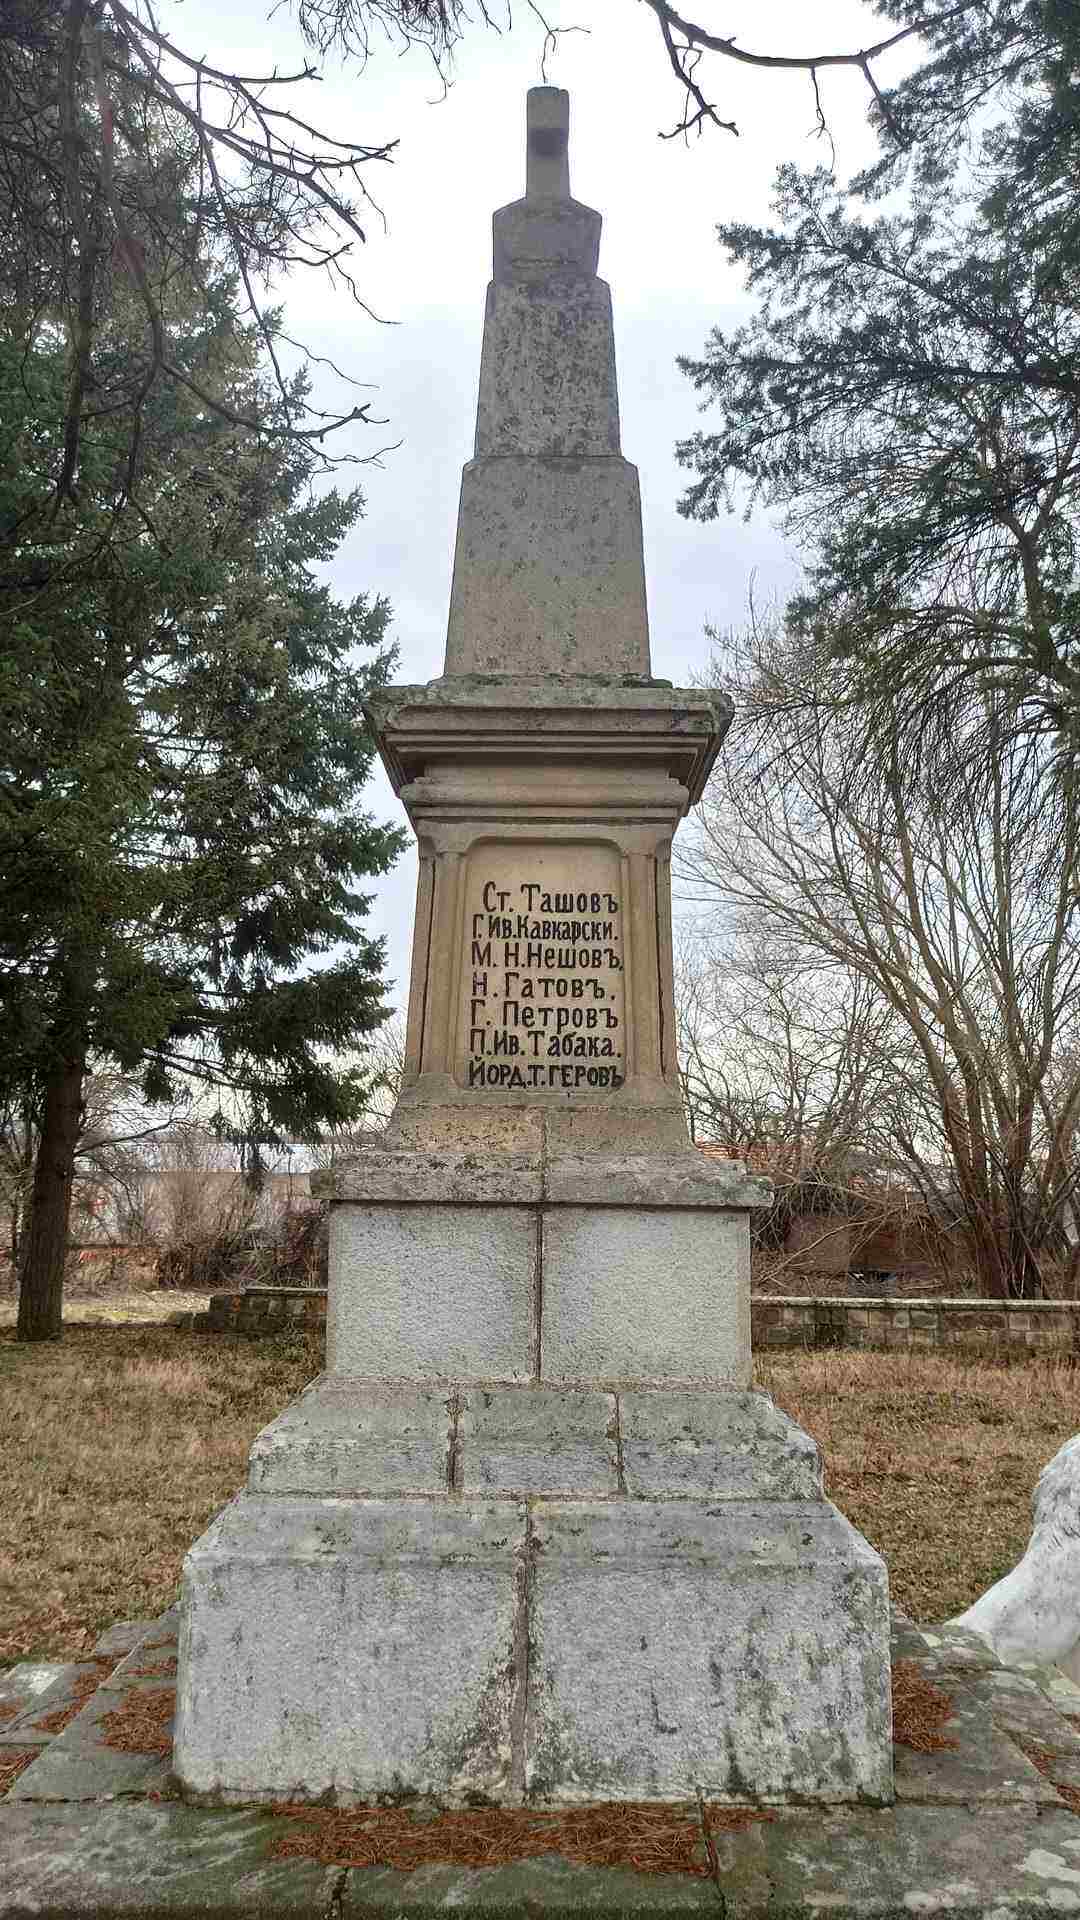 Ст. Ташовъ
Г. Ив. Кавкарски.
М. Н. Нешовъ.
Н. Гатовъ.
Г. Петровъ
П. Ив. Табака.
Йорд. Т. Геровъ